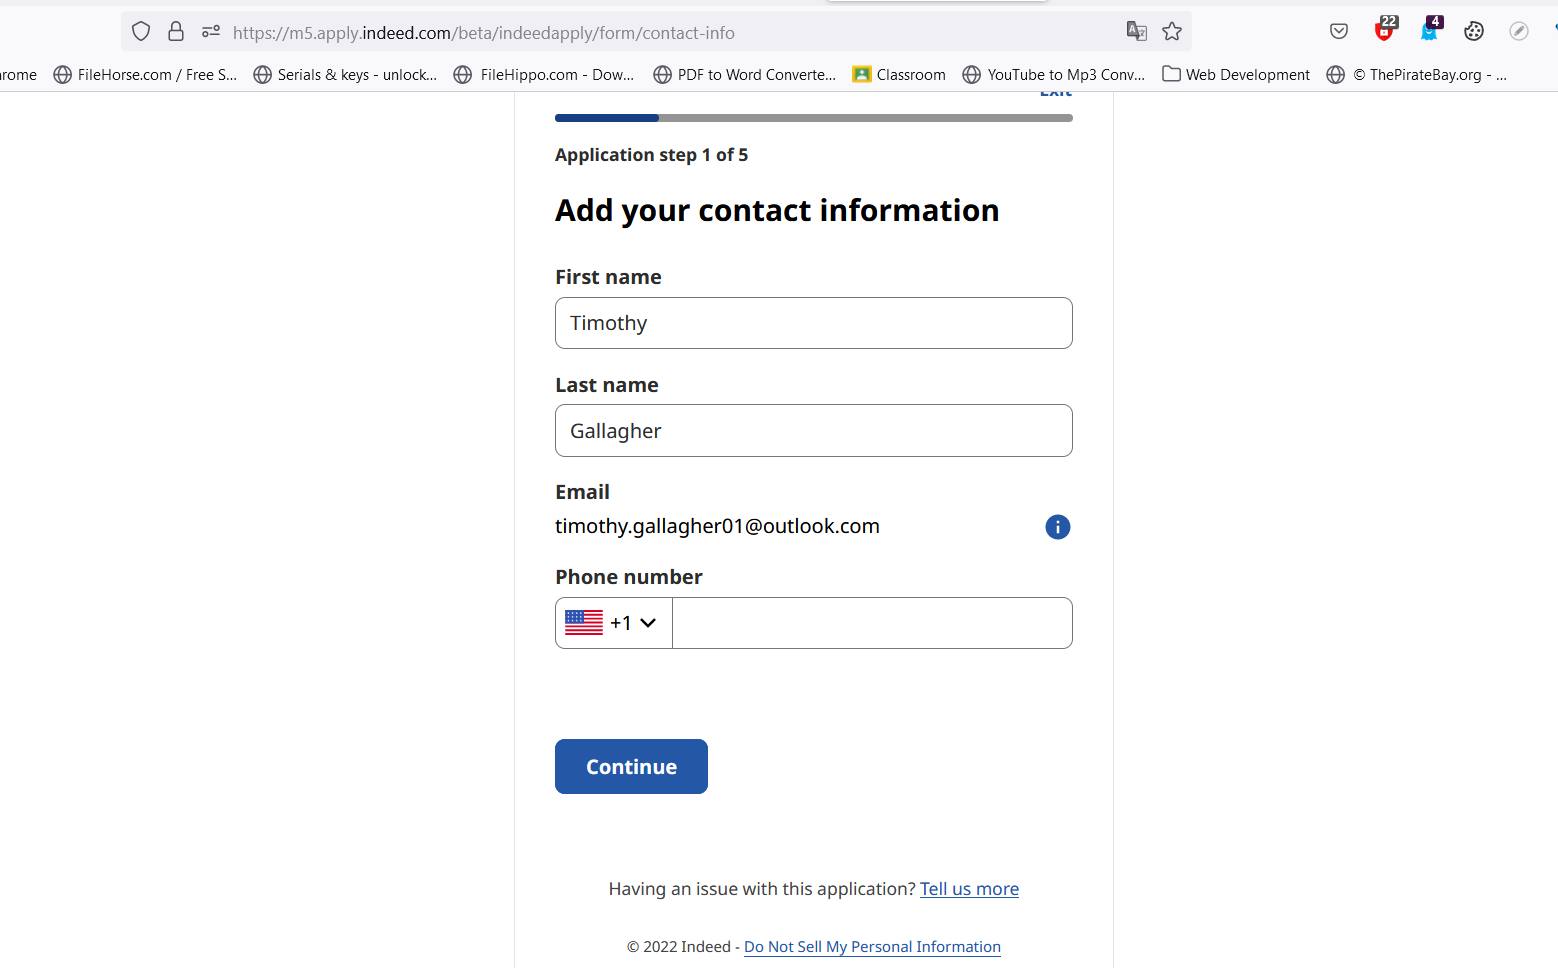 https://m5.apply.indeed.com/beta/indeedapply/form/contact-info
22
4
rome FileHorse.com / Free S... Serials & keys - unlock... FileHippo.com - Dow... PDF to Word Converte... Classroom YouTube to Mp3 Conv... Web Development © ThePirateBay.org - ...
Exit
Application step 1 of 5
Add your contact information
First name
Timothy
Last name
Gallagher
Email
timothy.gallagher01@outlook.com
Phone number
+1
Continue
Having an issue with this application? Tell us more
© 2022 Indeed - Do Not Sell My Personal Information